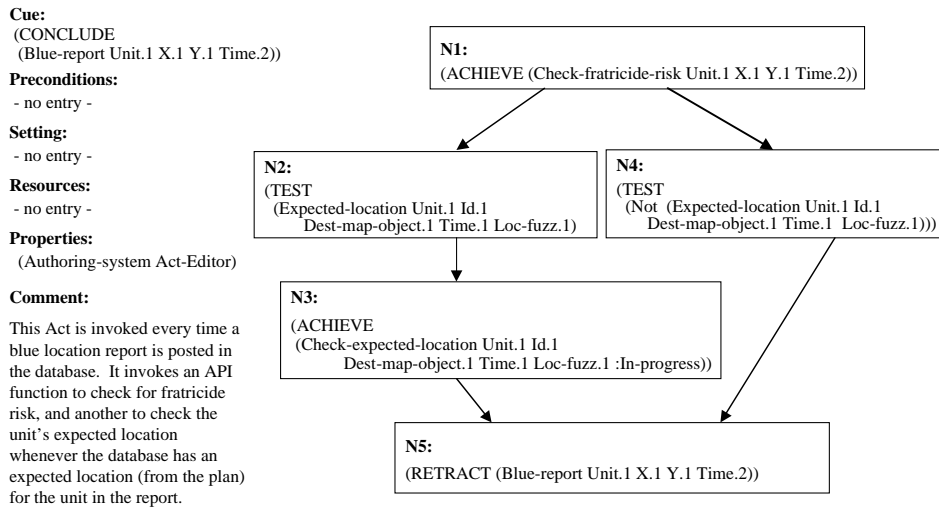 Cue:
(CONCLUDE
(Blue-report Unit.1 X.1 Y.1 Time.2))
Preconditions:
- no entry -
Setting:
- no entry -
Resources:
- no entry -
Properties:
(Authoring-system Act-Editor)
Comment:
This Act is invoked every time a
blue location report is posted in
the database.  It invokes an API
function to check for fratricide
risk, and another to check the
unit's expected location
whenever the database has an
expected location (from the plan)
for the unit in the report.
N1:
(ACHIEVE (Check-fratricide-risk Unit.1 X.1 Y.1 Time.2))
N2:
(TEST
(Expected-location Unit.1 Id.1
Dest-map-object.1 Time.1 Loc-fuzz.1)
N4:
(TEST
(Not  (Expected-location Unit.1 Id.1
Dest-map-object.1 Time.1  Loc-fuzz.1)))
N3:
(ACHIEVE
(Check-expected-location Unit.1 Id.1
Dest-map-object.1 Time.1 Loc-fuzz.1 :In-progress))
N5:
(RETRACT (Blue-report Unit.1 X.1 Y.1 Time.2))